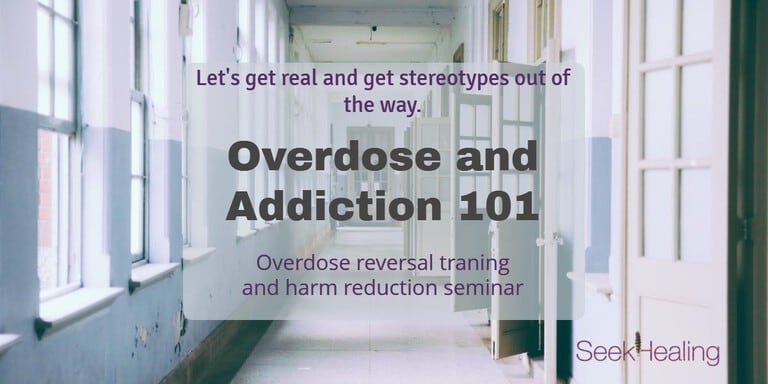 Let's get real and get stereotypes out of
the way.
Overdose and
Addiction 101
Overdose reversal traning
and harm reduction seminar
SeekHealing